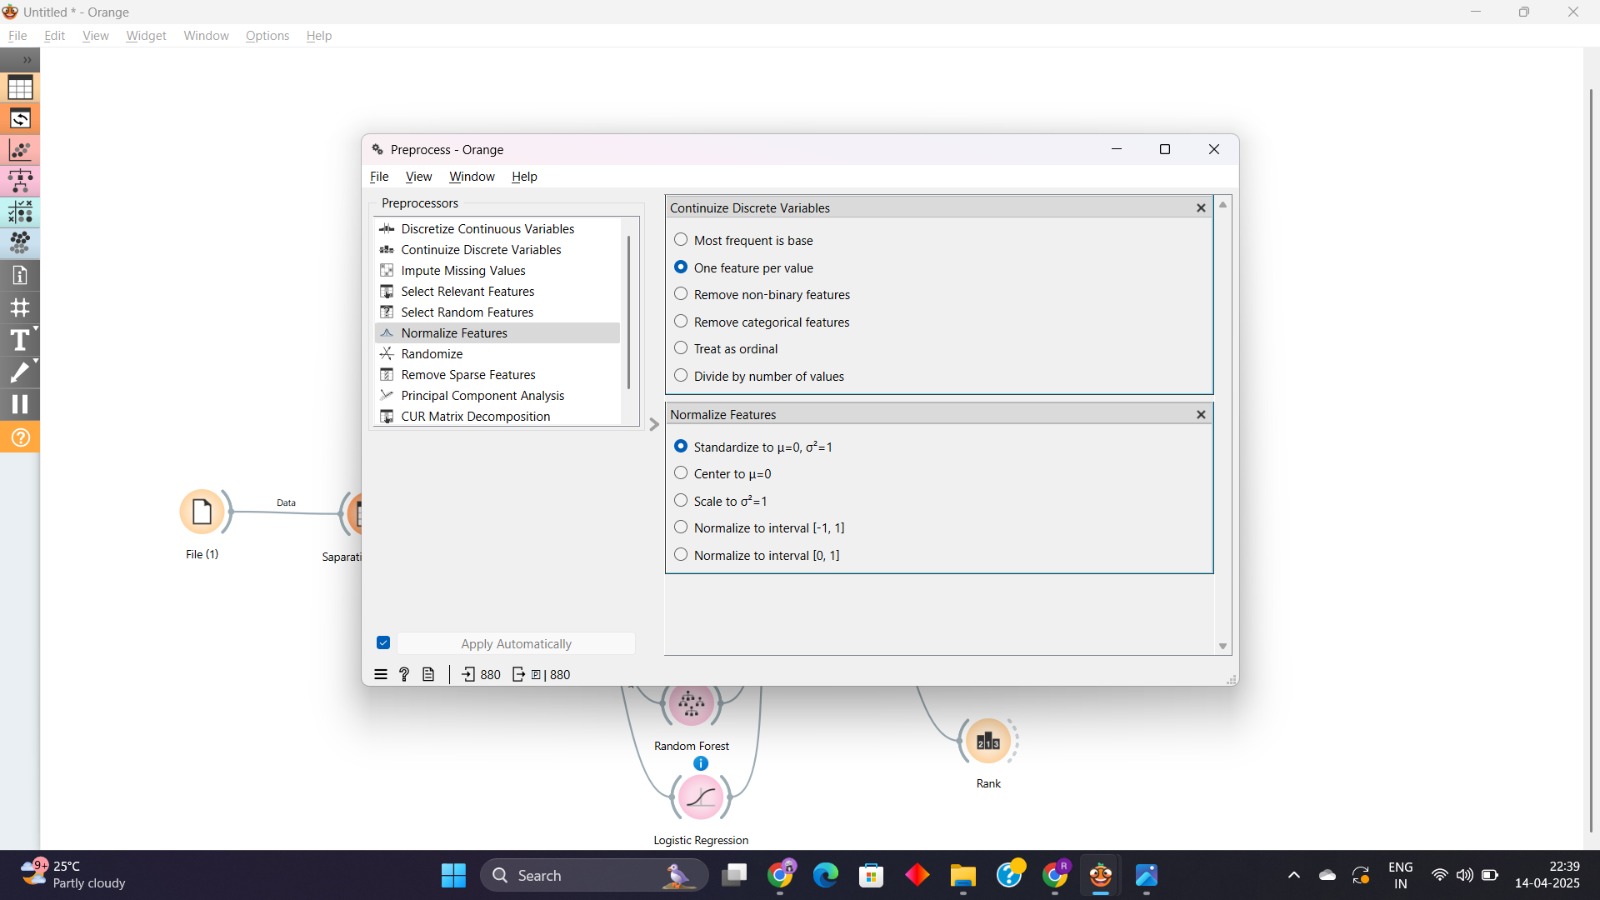 Untitled * - Orange
File Edit View Widget Window Options Help
Preprocess - Orange
File View Window Help
Preprocessors
Discretize Continuous Variables
Continuize Discrete Variables
Impute Missing Values
Select Relevant Features
Select Random Features
Normalize Features
Randomize
Remove Sparse Features
Principal Component Analysis
CUR Matrix Decomposition
Continuize Discrete Variables
Most frequent is base
One feature per value
Remove non-binary features
Remove categorical features
Treat as ordinal
Divide by number of values
Normalize Features
Standardize to μ=0, σ²=1
Center to μ=0
Scale to σ²=1
Normalize to interval [-1, 1]
Normalize to interval [0, 1]
Apply Automatically
880 | 880
Data
File (1)
Saparati
Random Forest
Logistic Regression
Rank
9+ 25°C
Partly cloudy
Search
R
ENG
IN
22:39
14-04-2025